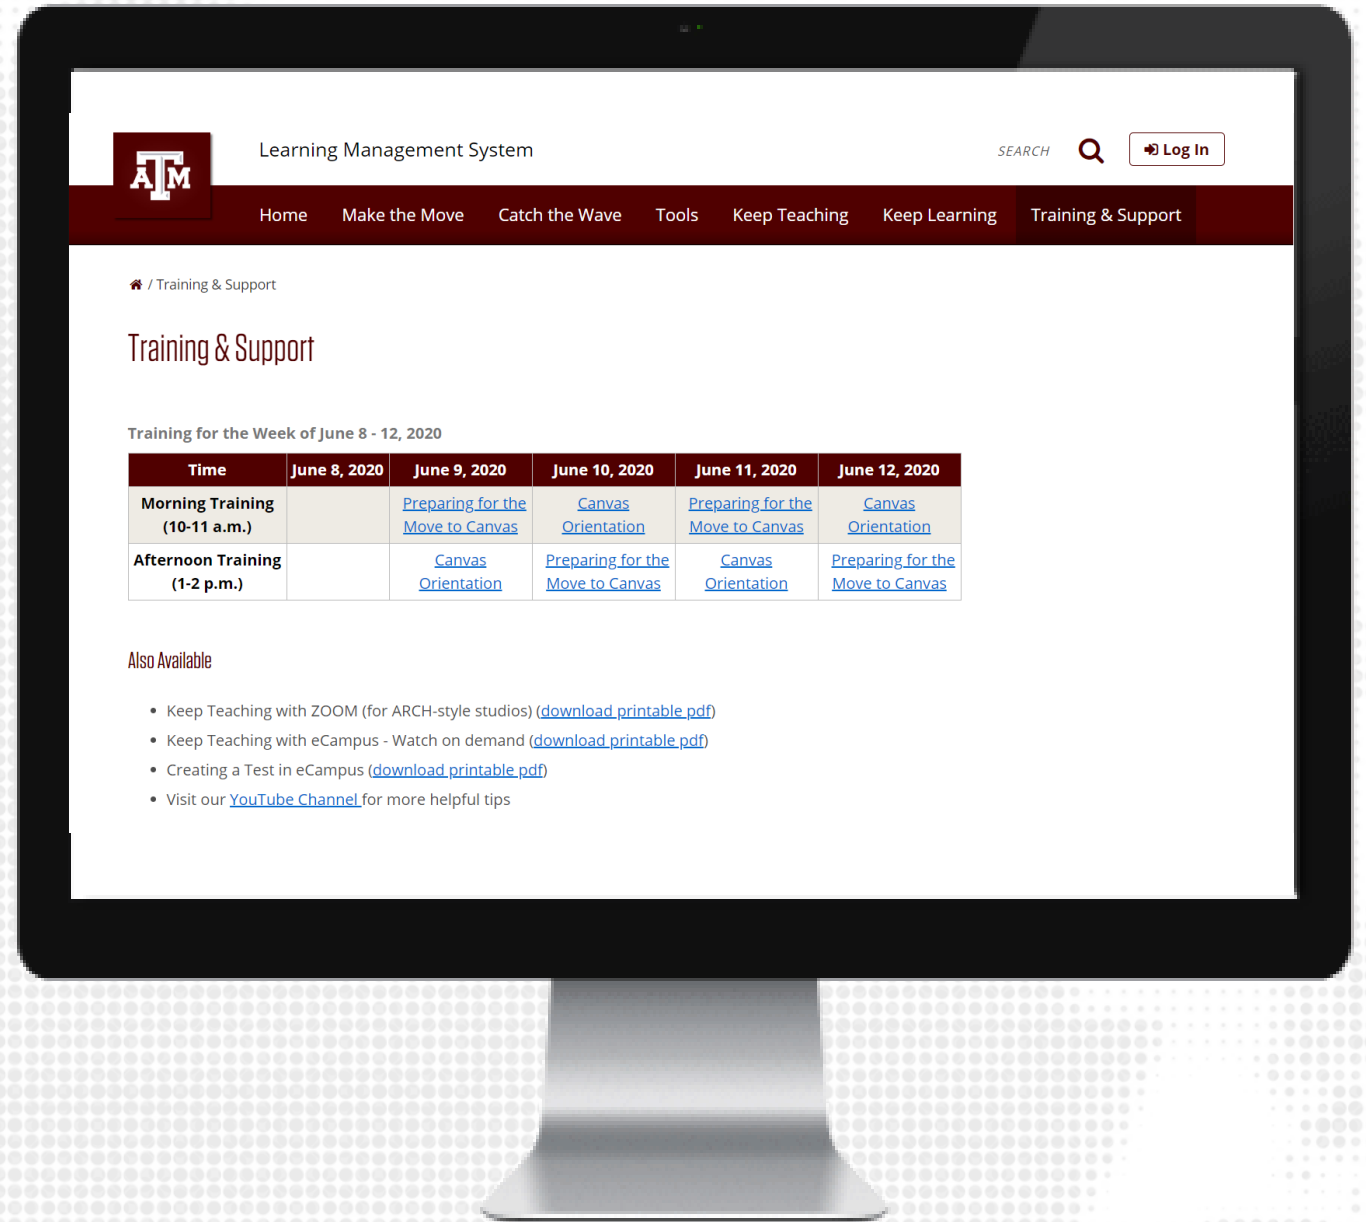 ATM
Learning Management System
SEARCH
Log In
Home Make the Move Catch the Wave Tools Keep Teaching Keep Learning Training & Support
/ Training & Support
Training & Support
Training for the Week of June 8 - 12, 2020
Time June 8, 2020 June 9, 2020 June 10, 2020 June 11, 2020 June 12, 2020
Morning Training Preparing for the Canvas Preparing for the Canvas
(10-11 a.m.) Move to Canvas Orientation Move to Canvas Orientation
Afternoon Training Canvas Preparing for the Canvas Preparing for the
(1-2 p.m.) Orientation Move to Canvas Orientation Move to Canvas
Also Available
Keep Teaching with ZOOM (for ARCH-style studios) (download printable pdf)
Keep Teaching with eCampus - Watch on demand (download printable pdf)
Creating a Test in eCampus (download printable pdf)
Visit our YouTube Channel for more helpful tips